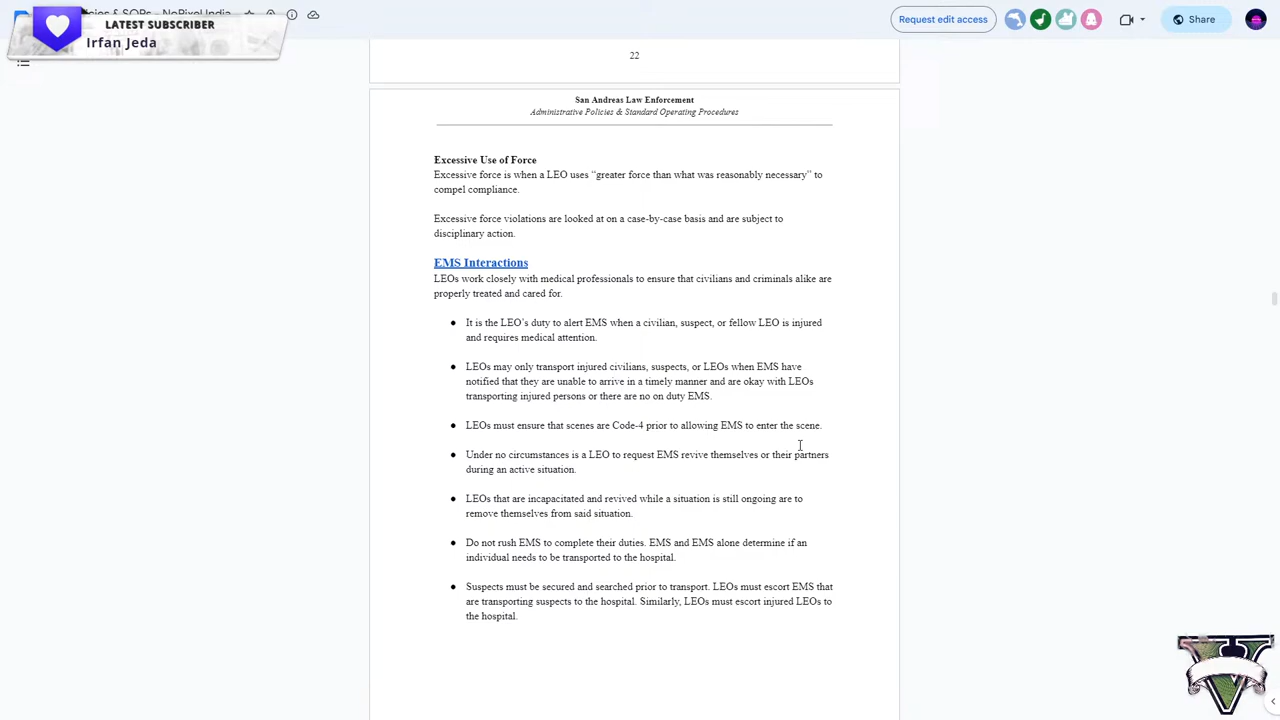 LATEST SUBSCRIBER
Irfan Jeda
& SOPs - NoPixel India
Request edit access
Share
22
San Andreas Law Enforcement
Administrative Policies & Standard Operating Procedures
Excessive Use of Force
Excessive force is when a LEO uses “greater force than what was reasonably necessary” to
compel compliance.
Excessive force violations are looked at on a case-by-case basis and are subject to
disciplinary action.
EMS Interactions
LEOs work closely with medical professionals to ensure that civilians and criminals alike are
properly treated and cared for.
● It is the LEO’s duty to alert EMS when a civilian, suspect, or fellow LEO is injured
and requires medical attention.
● LEOs may only transport injured civilians, suspects, or LEOs when EMS have
notified that they are unable to arrive in a timely manner and are okay with LEOs
transporting injured persons or there are no on duty EMS.
● LEOs must ensure that scenes are Code-4 prior to allowing EMS to enter the scene.
● Under no circumstances is a LEO to request EMS revive themselves or their partners
during an active situation.
● LEOs that are incapacitated and revived while a situation is still ongoing are to
remove themselves from said situation.
● Do not rush EMS to complete their duties. EMS and EMS alone determine if an
individual needs to be transported to the hospital.
● Suspects must be secured and searched prior to transport. LEOs must escort EMS that
are transporting suspects to the hospital. Similarly, LEOs must escort injured LEOs to
the hospital.
V